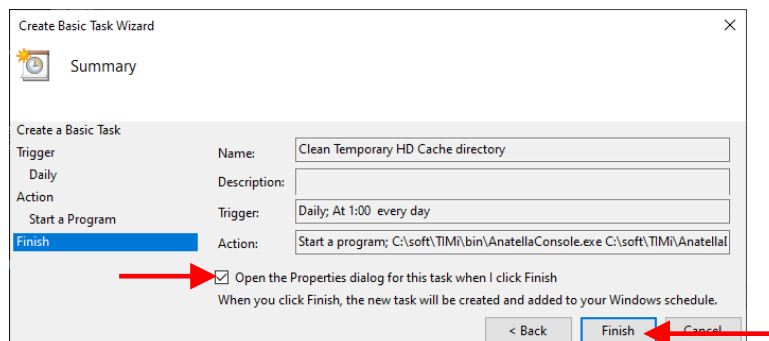 Create Basic Task Wizard
Summary
Create a Basic Task
Trigger
Daily
Action
Start a Program
Finish
Name: Clean Temporary HD Cache directory
Description:
Trigger: Daily; At 1:00 every day
Action: Start a program; C:\soft\TIMi\bin\AnatellaConsole.exe C:\soft\TIMi\Anatella
Open the Properties dialog for this task when I click Finish
When you click Finish, the new task will be created and added to your Windows schedule.
< Back Finish Cancel